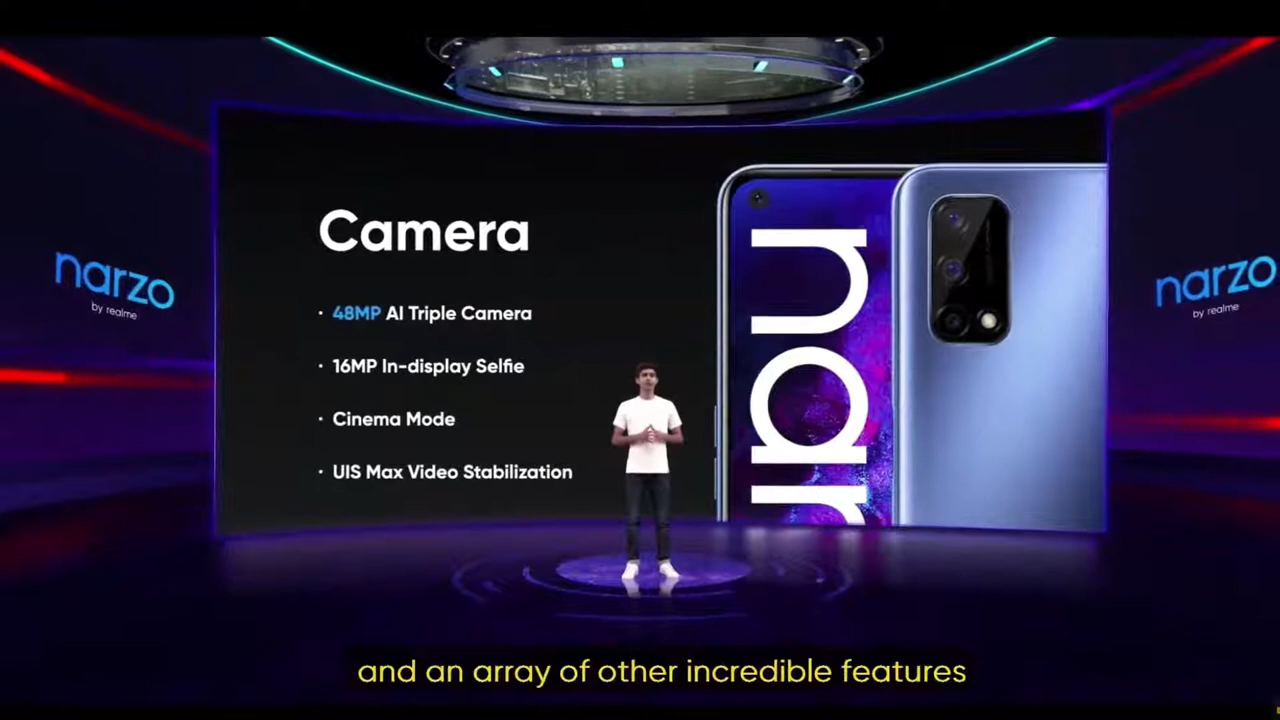 narzo
by realme
Camera
· 48MP AI Triple Camera
· 16MP In-display Selfie
· Cinema Mode
· UIS Max Video Stabilization
nar
narzo
by realme
and an array of other incredible features